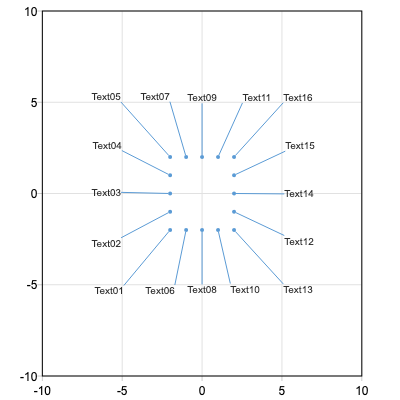 10
Text05 Text07 Text09 Text11 Text16
5
Text04 Text15
0
Text03 Text14
Text02 Text12
-5
Text01 Text06 Text08 Text10 Text13
-10
-10 -5 0 5 10